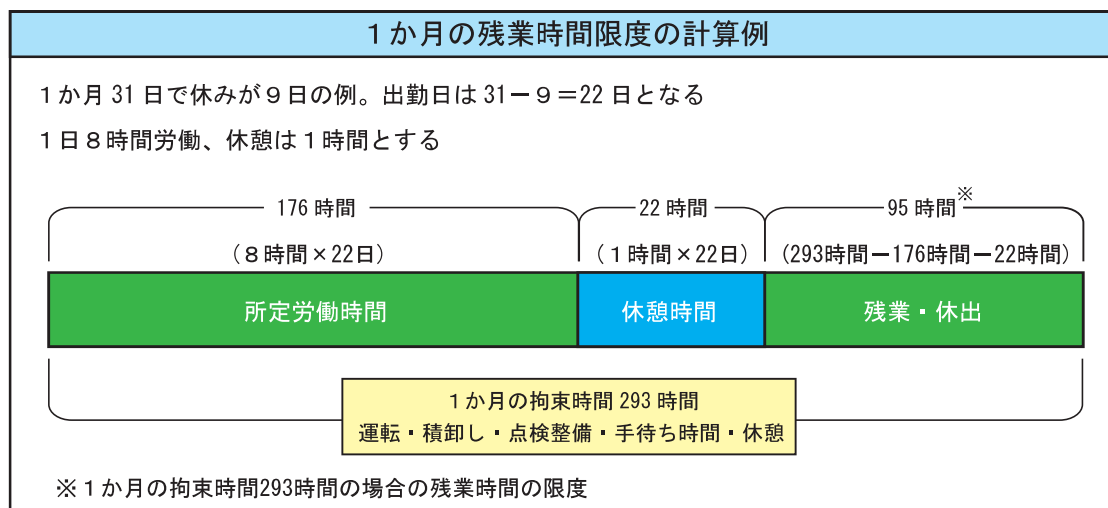 １か月の残業時間限度の計算例
１か月 31 日で休みが９日の例。出勤日は 31－９＝22 日となる
１日８時間労働、休憩は１時間とする
176 時間 22 時間 95 時間※
(８時間×22日) (１時間×22日) (293時間－176時間－22時間)
所定労働時間 休憩時間 残業・休出
１か月の拘束時間 293 時間
運転・積卸し・点検整備・手待ち時間・休憩
※１か月の拘束時間293時間の場合の残業時間の限度